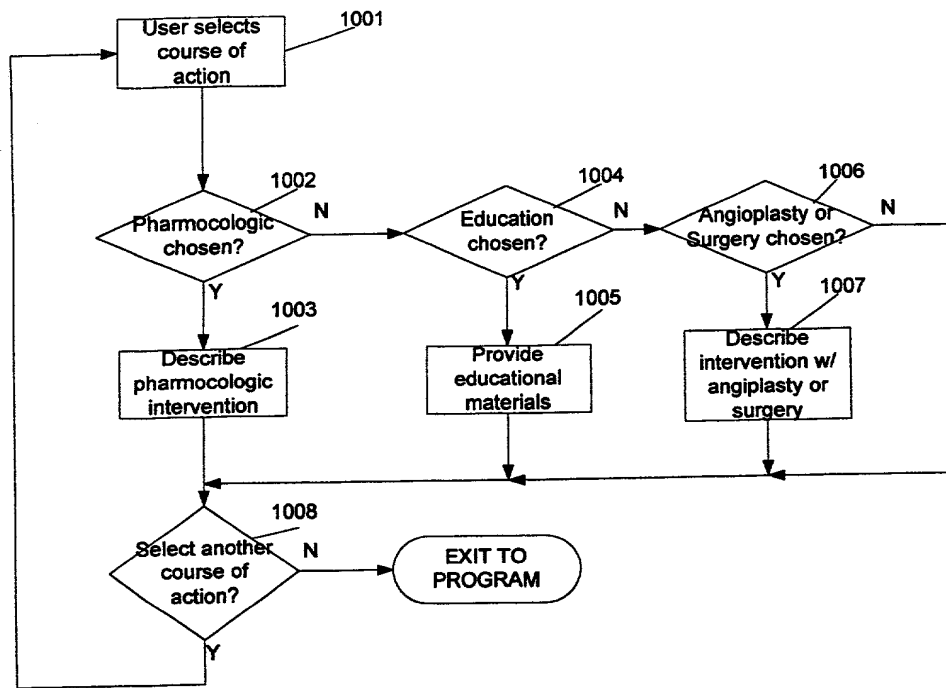 User selects
course of
action
1001
1002
Pharmocologic
chosen?
N
Y
1004
Education
chosen?
N
Y
1006
Angioplasty or
Surgery chosen?
N
Y
1003
Describe
pharmocologic
intervention
1005
Provide
educational
materials
1007
Describe
intervention w/
angiplasty or
surgery
1008
Select another
course of
action?
N
Y
EXIT TO
PROGRAM